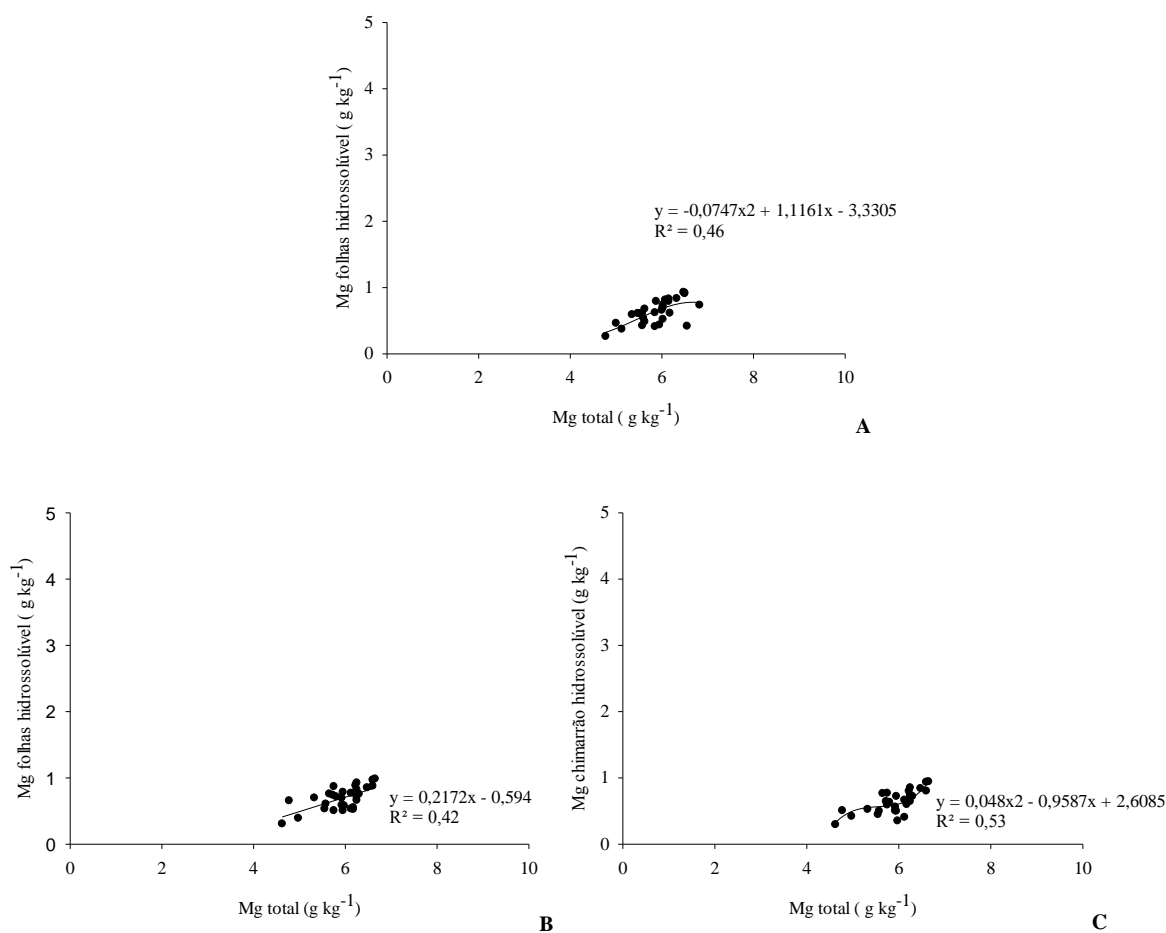 5
4
3
2
1
0
Mg folhas hidrossolúvel ( g kg-1)
y = -0,0747x2 + 1,1161x - 3,3305
R² = 0,46
0 2 4 6 8 10
Mg total ( g kg-1)
A
5
4
3
2
1
0
Mg folhas hidrossolúvel ( g kg-1)
y = 0,2172x - 0,594
R² = 0,42
0 2 4 6 8 10
Mg total (g kg-1)
B
5
4
3
2
1
0
Mg chimarrão hidrossolúvel (g kg-1)
y = 0,048x2 - 0,9587x + 2,6085
R² = 0,53
0 2 4 6 8 10
Mg total ( g kg-1)
C